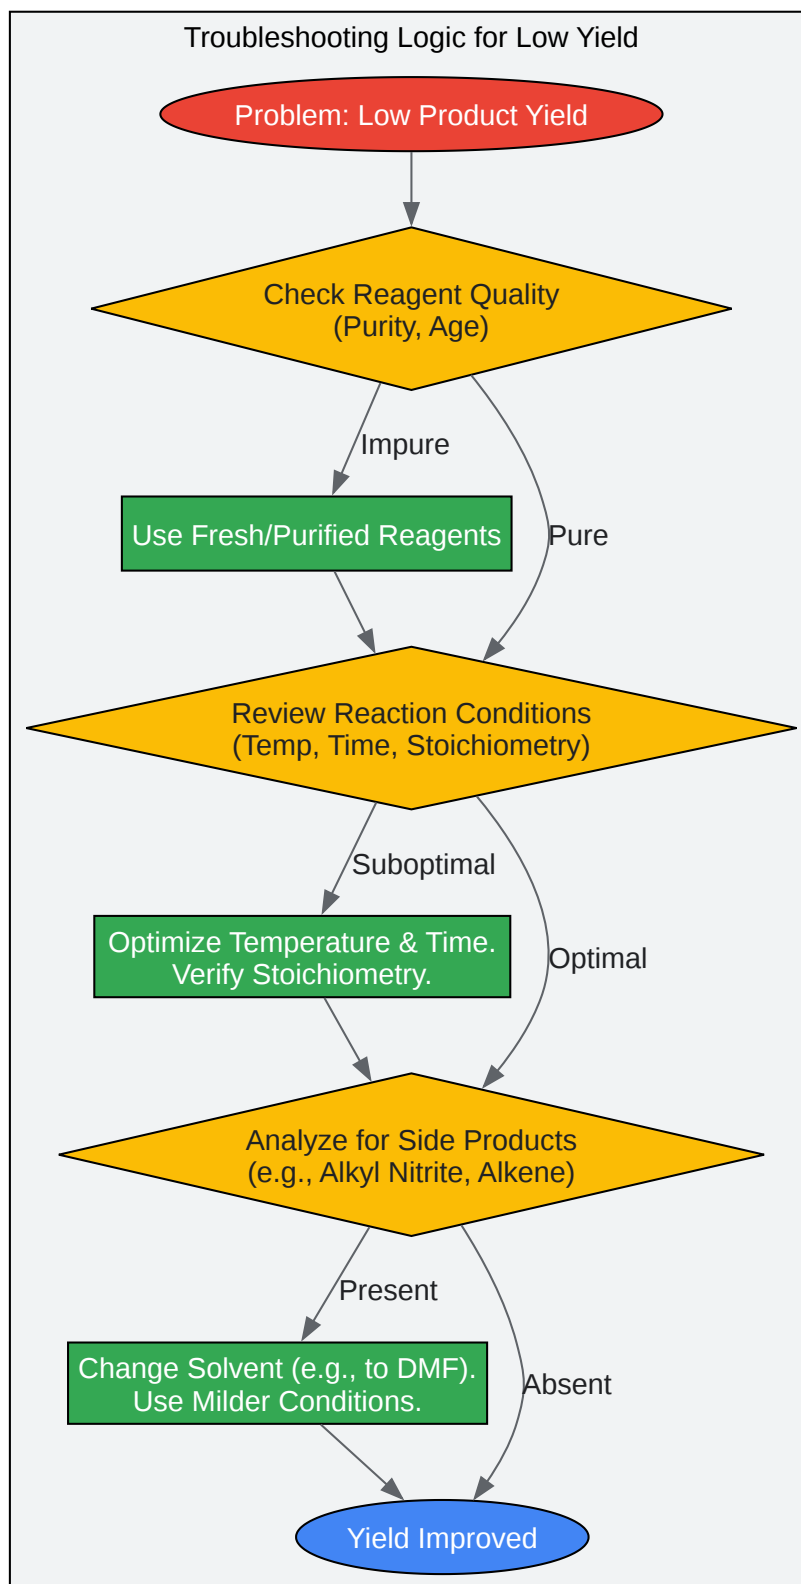 Troubleshooting Logic for Low Yield
Problem: Low Product Yield
Check Reagent Quality
(Purity, Age)
Impure
Use Fresh/Purified Reagents
Pure
Review Reaction Conditions
(Temp, Time, Stoichiometry)
Suboptimal
Optimize Temperature & Time.
Verify Stoichiometry.
Optimal
Analyze for Side Products
(e.g., Alkyl Nitrite, Alkene)
Present
Change Solvent (e.g., to DMF).
Use Milder Conditions.
Absent
Yield Improved